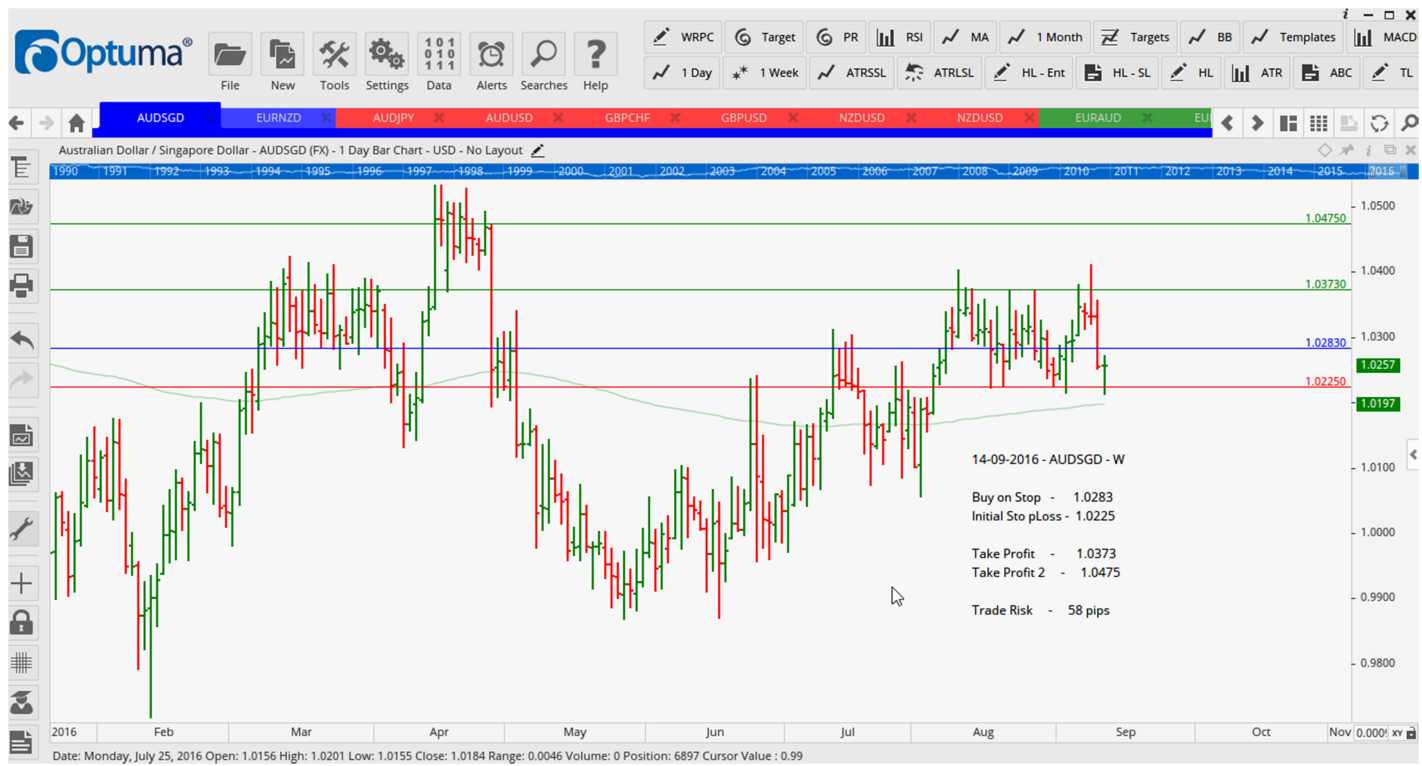 Optuma®
File
New
Tools
Settings
Data
Alerts
Searches
Help
WRPC
Target
PR
RSI
MA
1 Month
Targets
BB
Templates
MACD
1 Day
1 Week
ATRSSL
ATRLSL
HL - Ent
HL - SL
HL
ATR
ABC
TL
AUDSGD
EURNZD
AUDJPY
AUDUSD
GBPCHF
GBPUSD
NZDUSD
NZDUSD
EURAUD
Australian Dollar / Singapore Dollar - AUDSGD (FX) - 1 Day Bar Chart - USD - No Layout
1990 1991 1992 1993 1994 1995 1996 1997 1998 1999 2000 2001 2002 2003 2004 2005 2006 2007 2008 2009 2010 2011 2012 2013 2014 2015 2016
1.0500
1.0475
1.0400
1.03730
1.0300
1.02830
1.0257
1.02250
1.0197
1.0100
1.0000
0.9900
0.9800
14-09-2016 - AUDSGD - W
Buy on Stop - 1.0283
Initial Sto pLoss - 1.0225
Take Profit - 1.0373
Take Profit 2 - 1.0475
Trade Risk - 58 pips
2016 Feb Mar Apr May Jun Jul Aug Sep Oct Nov
XY
Date: Monday, July 25, 2016 Open: 1.0156 High: 1.0201 Low: 1.0155 Close: 1.0184 Range: 0.0046 Volume: 0 Position: 6897 Cursor Value : 0.99